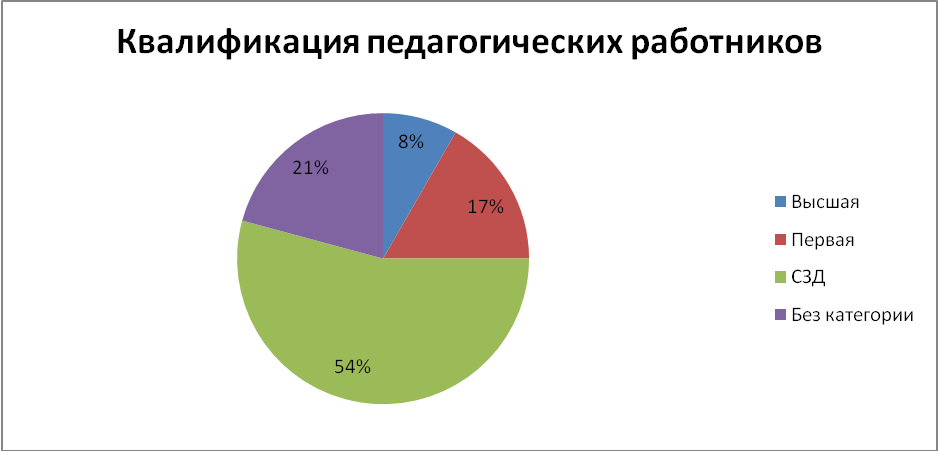 Квалификация педагогических работников
8%
21%
17%
54%
Высшая
Первая
СЗД
Без категории